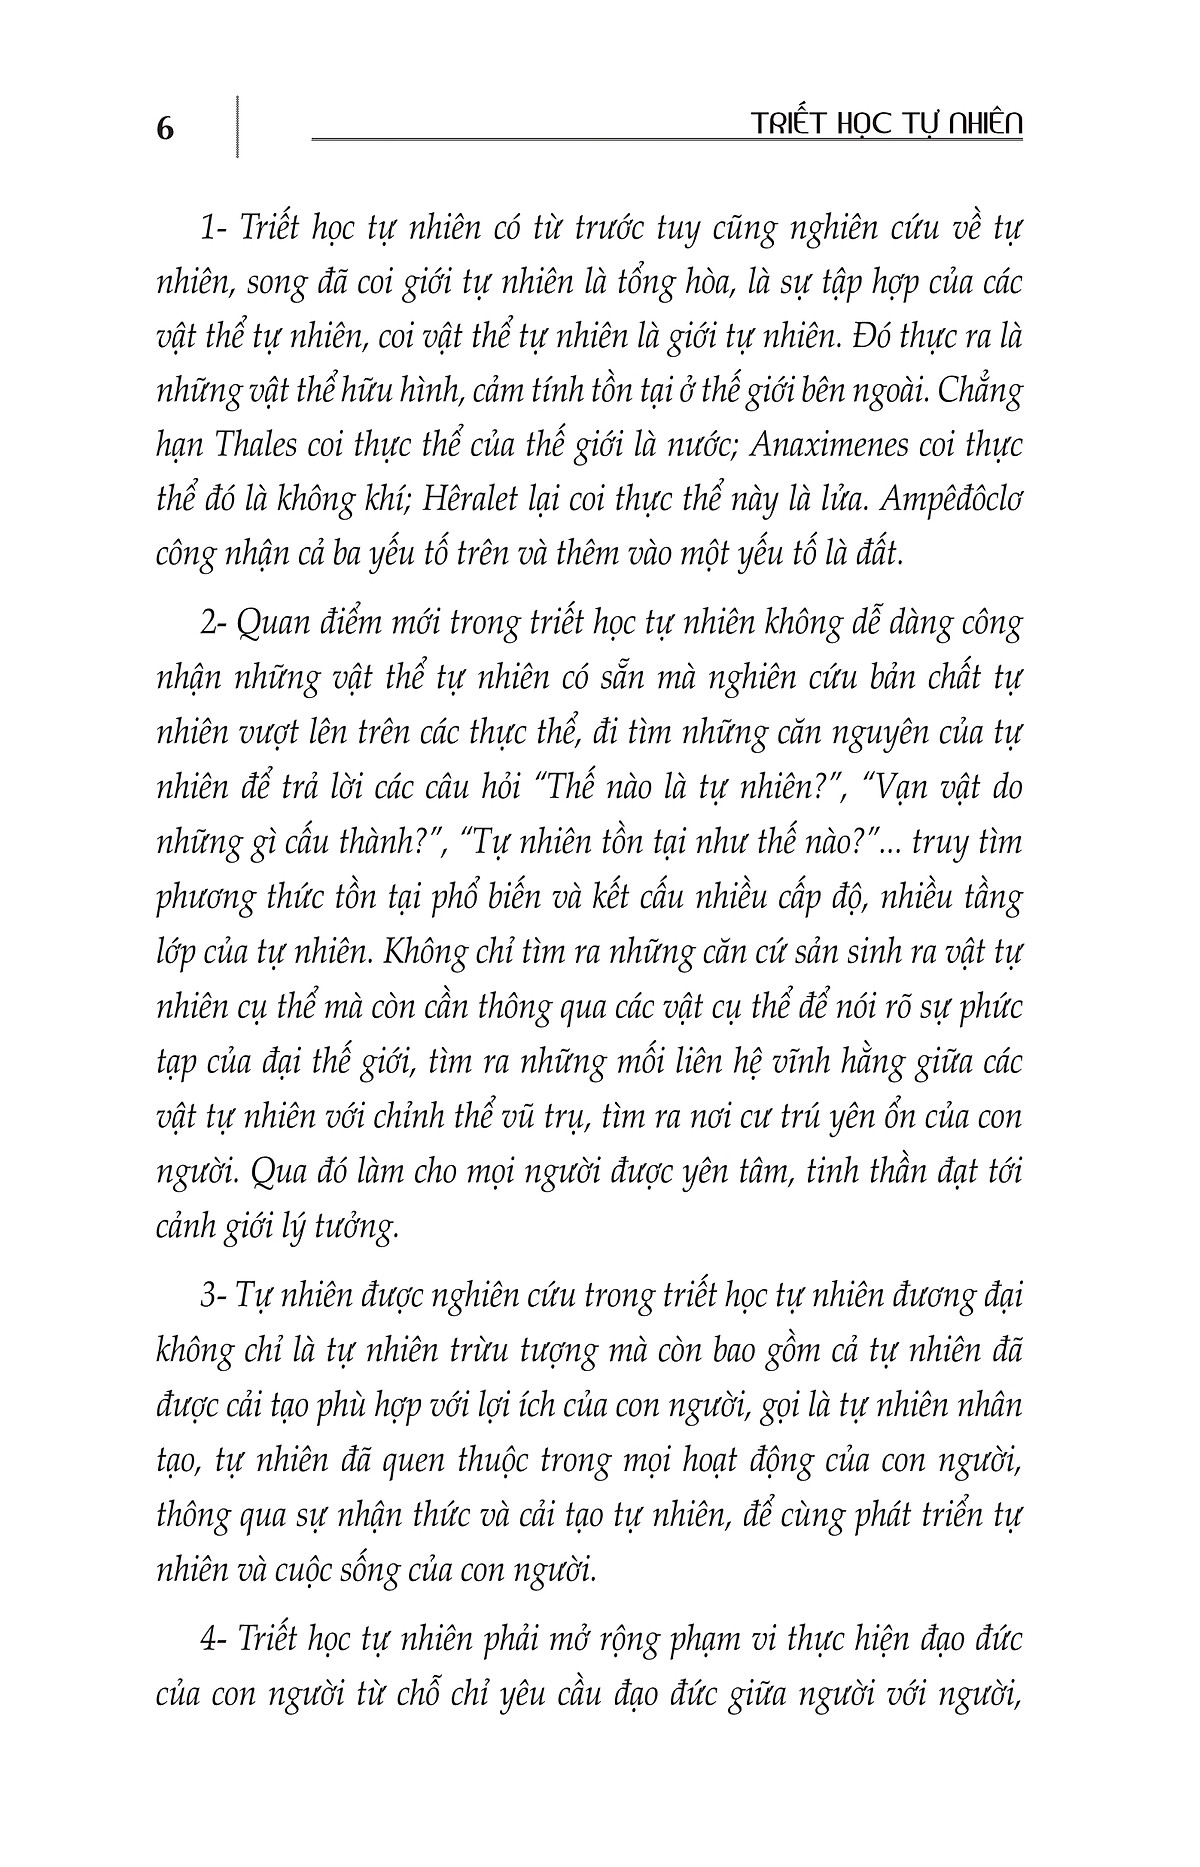 6
TRIẾT HỌC TỰ NHIÊN
1- Triết học tự nhiên có từ trước tuy cũng nghiên cứu về tự
nhiên, song đã coi giới tự nhiên là tổng hòa, là sự tập hợp của các
vật thể tự nhiên, coi vật thể tự nhiên là giới tự nhiên. Đó thực ra là
những vật thể hữu hình, cảm tính tồn tại ở thế giới bên ngoài. Chẳng
hạn Thales coi thực thể của thế giới là nước; Anaximenes coi thực
thể đó là không khí; Hêralet lại coi thực thể này là lửa. Ampêđôclơ
công nhận cả ba yếu tố trên và thêm vào một yếu tố là đất.
2- Quan điểm mới trong triết học tự nhiên không dễ dàng công
nhận những vật thể tự nhiên có sẵn mà nghiên cứu bản chất tự
nhiên vượt lên trên các thực thể, đi tìm những căn nguyên của tự
nhiên để trả lời các câu hỏi “Thế nào là tự nhiên?”, “Vạn vật do
những gì cấu thành?”, “Tự nhiên tồn tại như thế nào?”... truy tìm
phương thức tồn tại phổ biến và kết cấu nhiều cấp độ, nhiều tầng
lớp của tự nhiên. Không chỉ tìm ra những căn cứ sản sinh ra vật tự
nhiên cụ thể mà còn cần thông qua các vật cụ thể để nói rõ sự phức
tạp của đại thế giới, tìm ra những mối liên hệ vĩnh hằng giữa các
vật tự nhiên với chỉnh thể vũ trụ, tìm ra nơi cư trú yên ổn của con
người. Qua đó làm cho mọi người được yên tâm, tinh thần đạt tới
cảnh giới lý tưởng.
3- Tự nhiên được nghiên cứu trong triết học tự nhiên đương đại
không chỉ là tự nhiên trừu tượng mà còn bao gồm cả tự nhiên đã
được cải tạo phù hợp với lợi ích của con người, gọi là tự nhiên nhân
tạo, tự nhiên đã quen thuộc trong mọi hoạt động của con người,
thông qua sự nhận thức và cải tạo tự nhiên, để cùng phát triển tự
nhiên và cuộc sống của con người.
4- Triết học tự nhiên phải mở rộng phạm vi thực hiện đạo đức
của con người từ chỗ chỉ yêu cầu đạo đức giữa người với người,